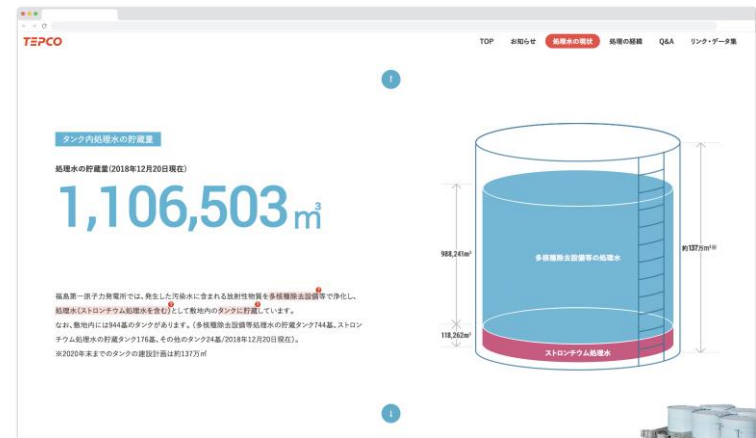 TEPCO
TOP お知らせ 処理水の現状 処理の経緯 Q&A リンク・データ集
タンク内処理水の貯蔵量
処理水の貯蔵量(2018年12月20日現在)
1,106,503㎥
福島第一原子力発電所では、発生した汚染水に含まれる放射性物質を多核種除去設備等で浄化し、
処理水(ストロンチウム処理水を含む)として敷地内のタンクに貯蔵しています。
なお、敷地内には944基のタンクがあります。(多核種除去設備等処理水の貯蔵タンク744基、ストロン
チウム処理水の貯蔵タンク176基、その他のタンク24基/2018年12月20日現在)。
※2020年末までのタンクの建設計画は約137万㎥
988,241m³
多核種除去設備等の処理水
約137万m³※
118,262m³
ストロンチウム処理水